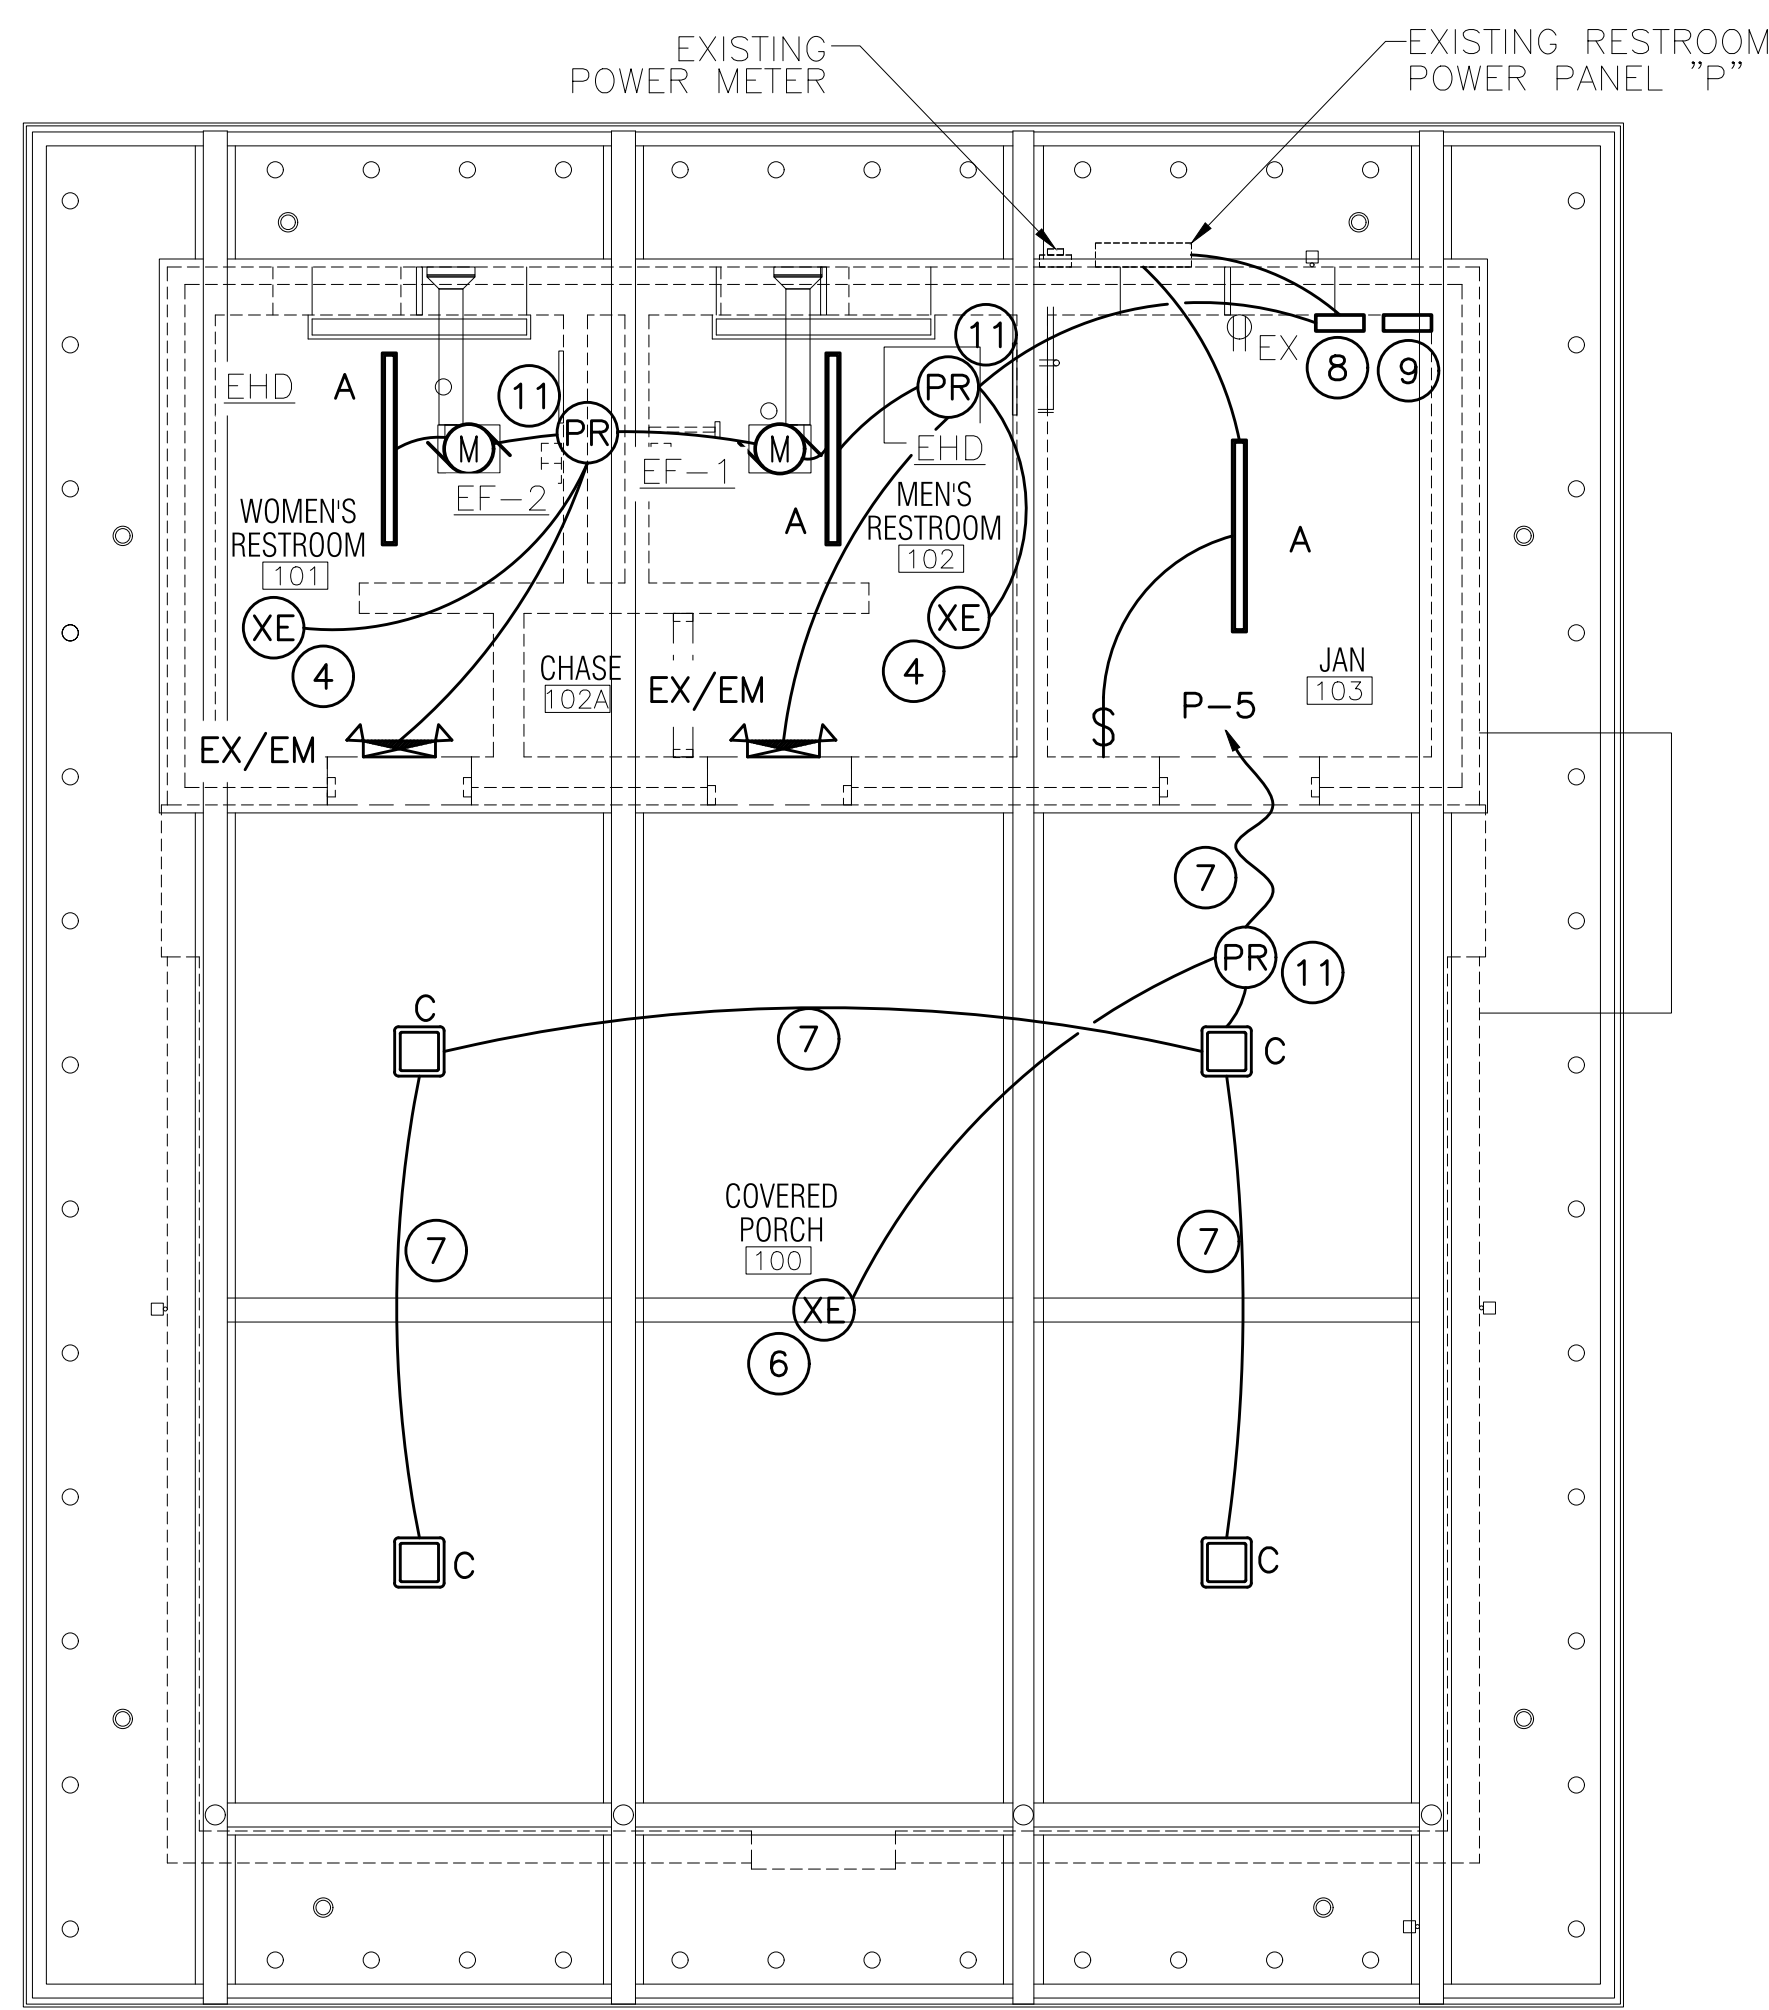 EXISTING
POWER METER
EXISTING RESTROOM
POWER PANEL "P"
EHD
A
11
PR
M
EF-2
WOMEN'S
RESTROOM
101
XE
4
EX/EM
CHASE
102A
EF-1
M
A
11
PR
EHD
MEN'S
RESTROOM
102
XE
4
EX/EM
EX
8
9
A
JAN
103
$
P-5
7
PR
11
C
7
C
7
COVERED
PORCH
100
7
XE
6
C
C